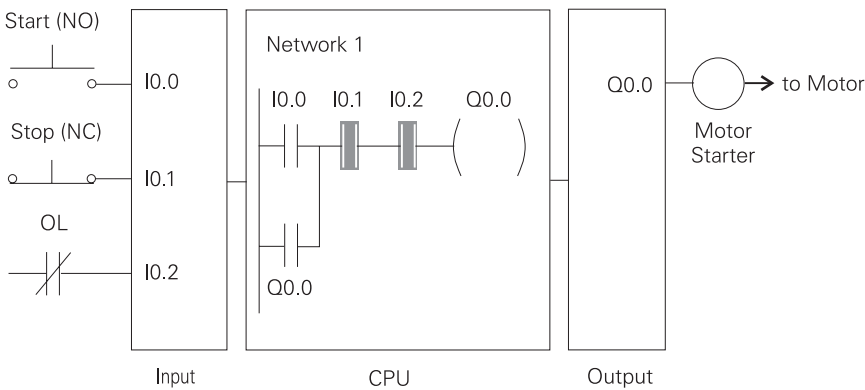 Start (NO)
I0.0
Stop (NC)
I0.1
OL
I0.2
Input
Network 1
I0.0 I0.1 I0.2 Q0.0
Q0.0
CPU
Q0.0
to Motor
Motor
Starter
Output